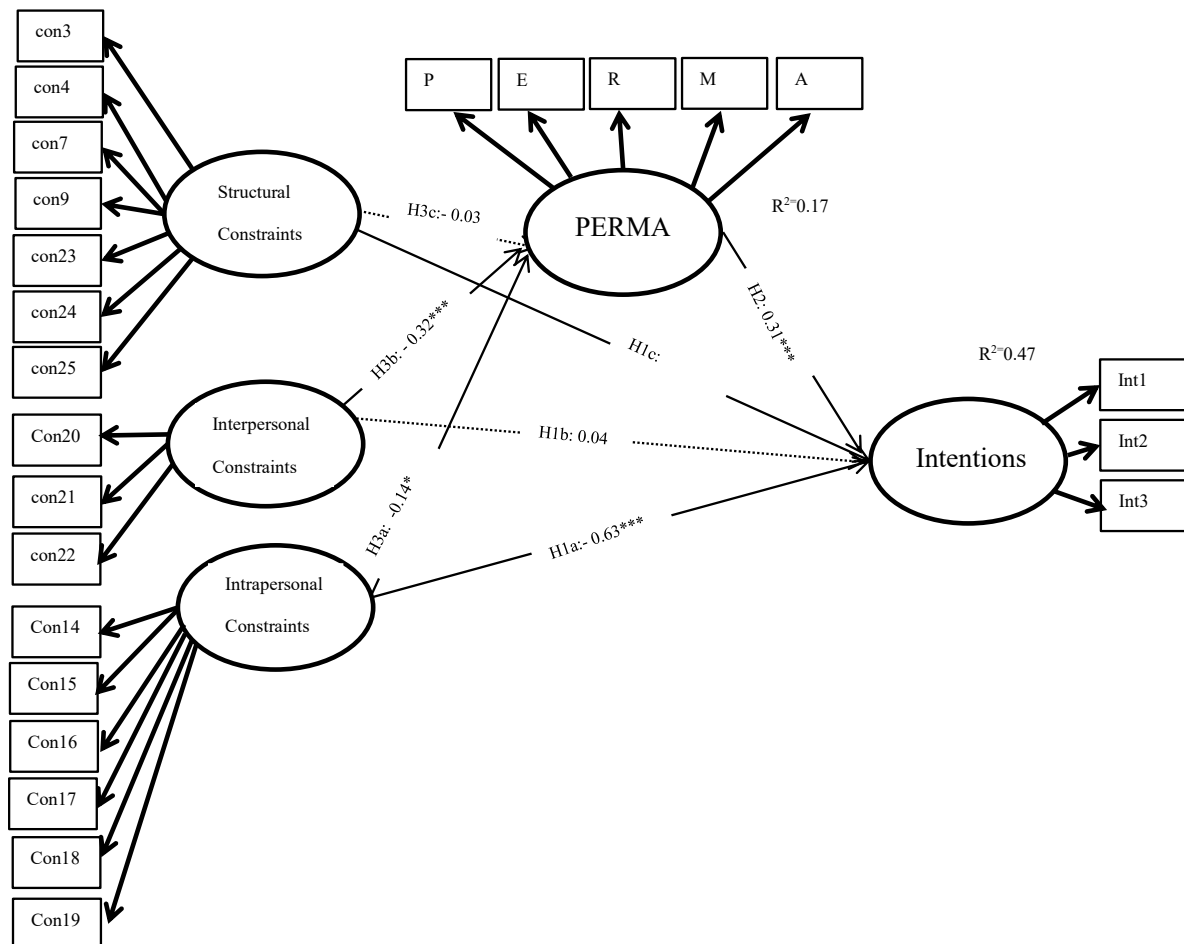 con3
con4
con7
con9
con23
con24
con25
Con20
con21
con22
Con14
Con15
Con16
Con17
Con18
Con19
Structural
Constraints
Interpersonal
Constraints
Intrapersonal
Constraints
P
E
R
M
A
PERMA
R²⁼0.17
H3c:- 0.03
H3b: - 0.32***
H3a: -0.14*
H2: 0.31***
H1c:
H1b: 0.04
H1a:- 0.63***
R²⁼0.47
Intentions
Int1
Int2
Int3